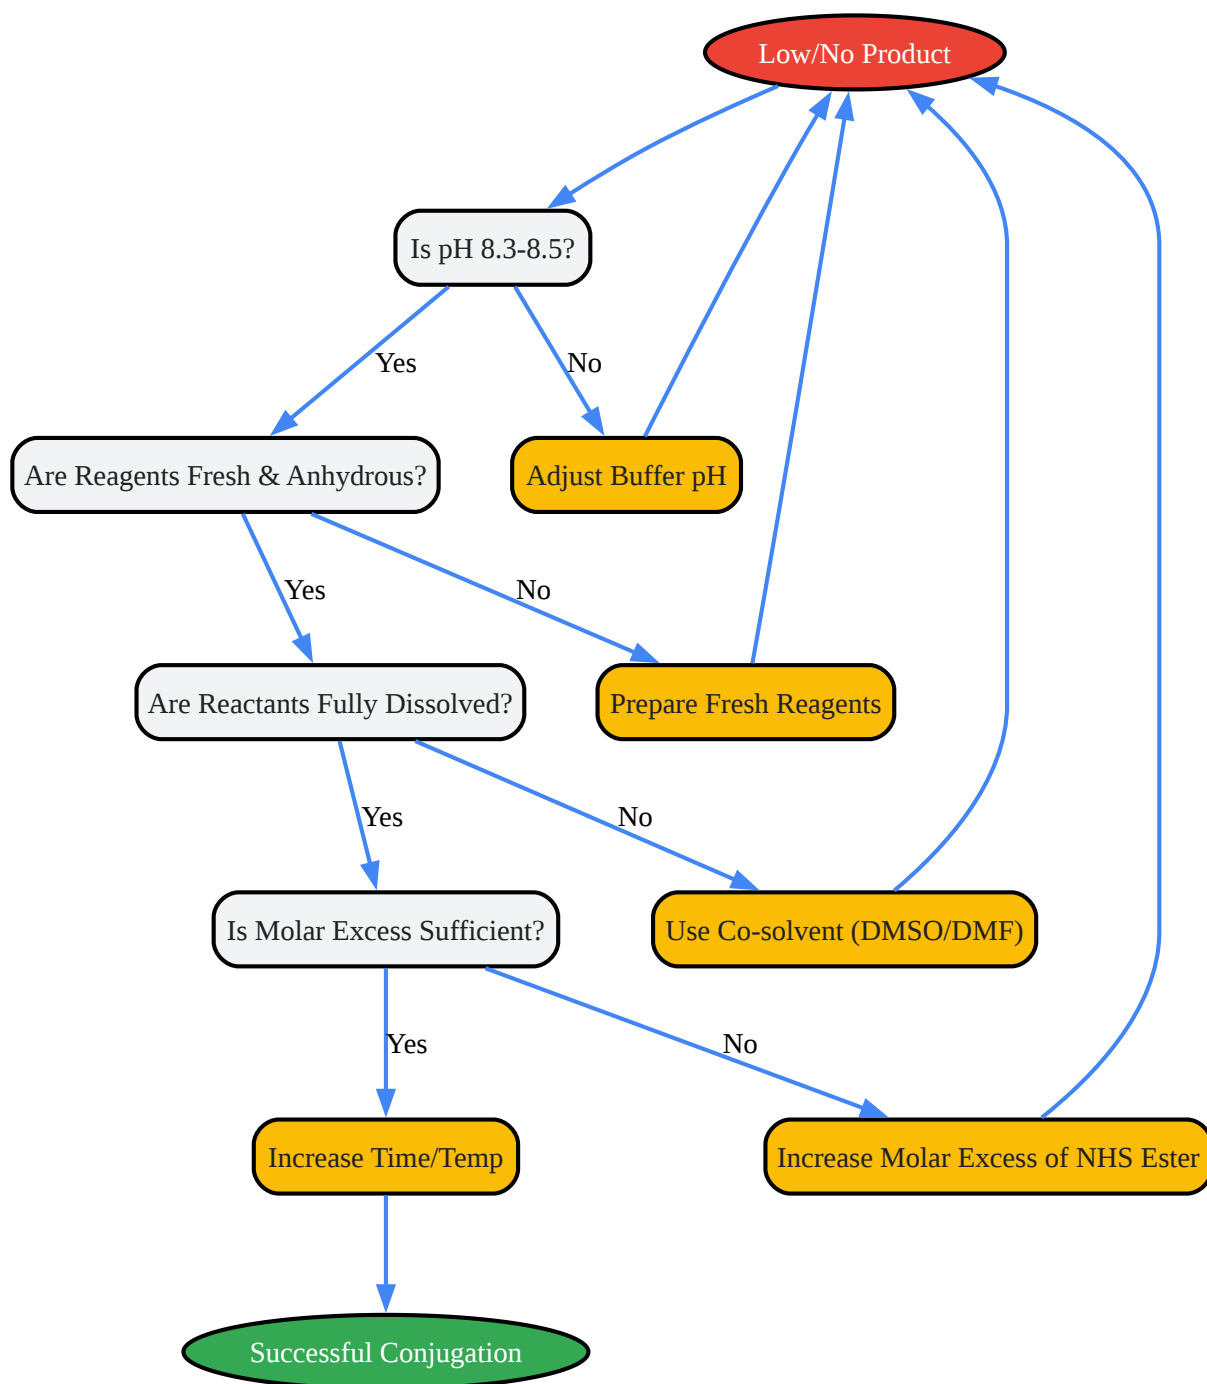 Low/No Product
Is pH 8.3-8.5?
Yes
No
Are Reagents Fresh & Anhydrous?
Adjust Buffer pH
Yes
No
Are Reactants Fully Dissolved?
Prepare Fresh Reagents
Yes
No
Is Molar Excess Sufficient?
Use Co-solvent (DMSO/DMF)
Yes
No
Increase Time/Temp
Increase Molar Excess of NHS Ester
Successful Conjugation